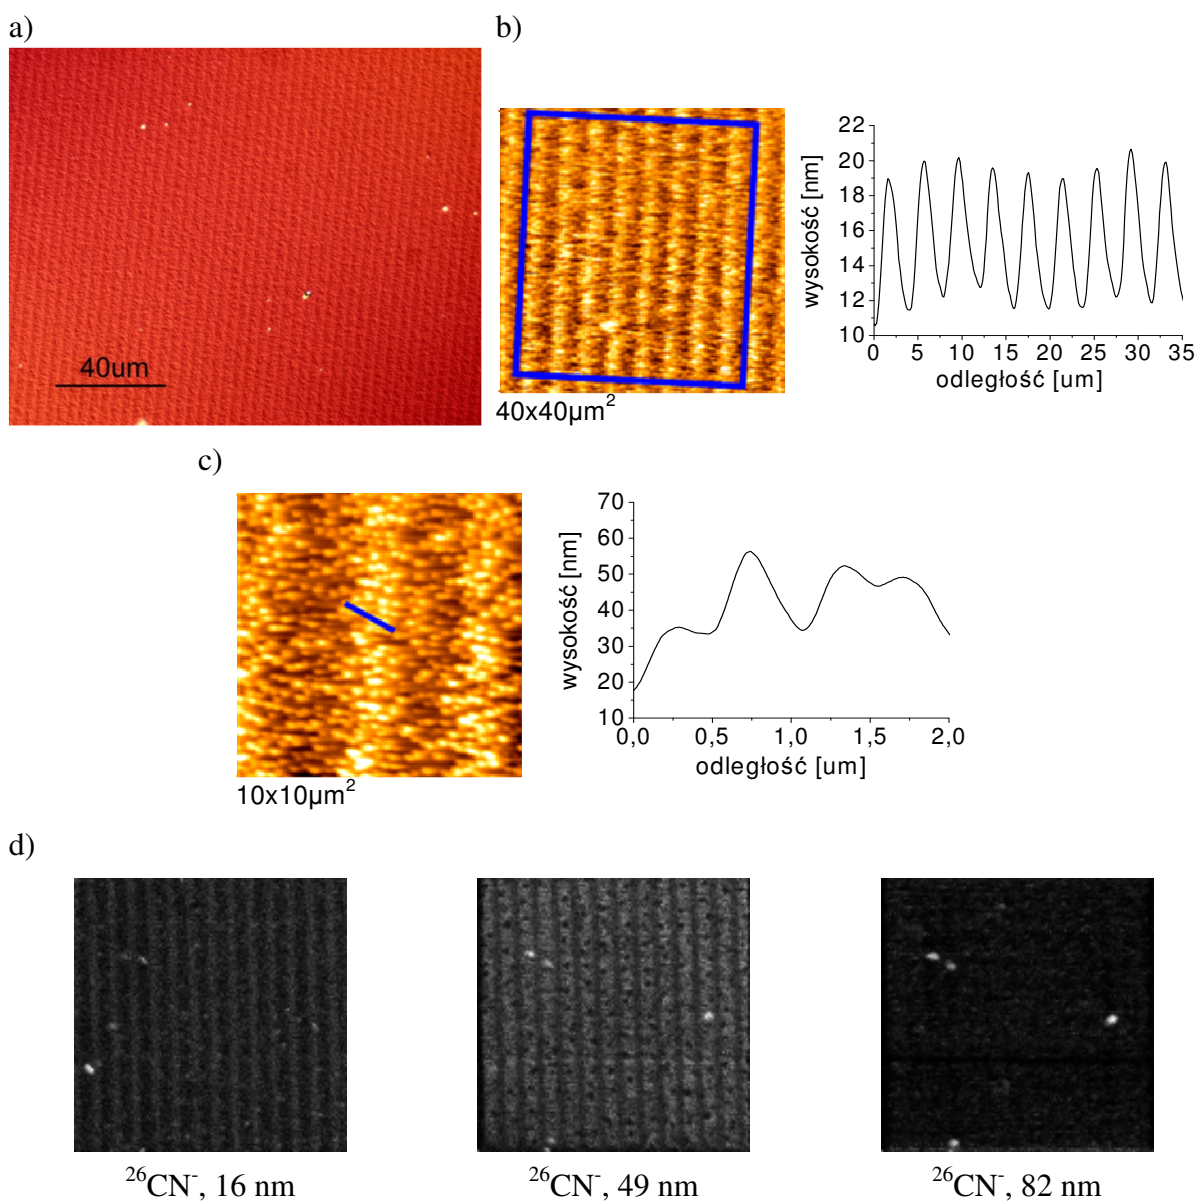 a)
b)
40um
40x40µm²
wysokość [nm]
22
20
18
16
14
12
10
0 5 10 15 20 25 30 35
odległość [um]
c)
10x10µm²
wysokość [nm]
70
60
50
40
30
20
10
0,0 0,5 1,0 1,5 2,0
odległość [um]
d)
²⁶CN⁻, 16 nm
²⁶CN⁻, 49 nm
²⁶CN⁻, 82 nm